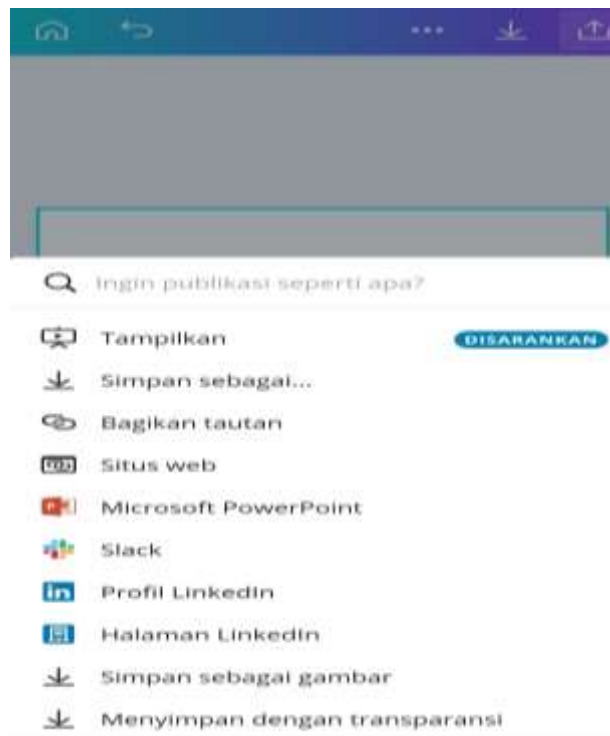 Ingin publikasi seperti apa?
Tampilkan DISARANKAN
Simpan sebagai...
Bagikan tautan
Situs web
Microsoft PowerPoint
Slack
Profil LinkedIn
Halaman LinkedIn
Simpan sebagai gambar
Menyimpan dengan transparansi